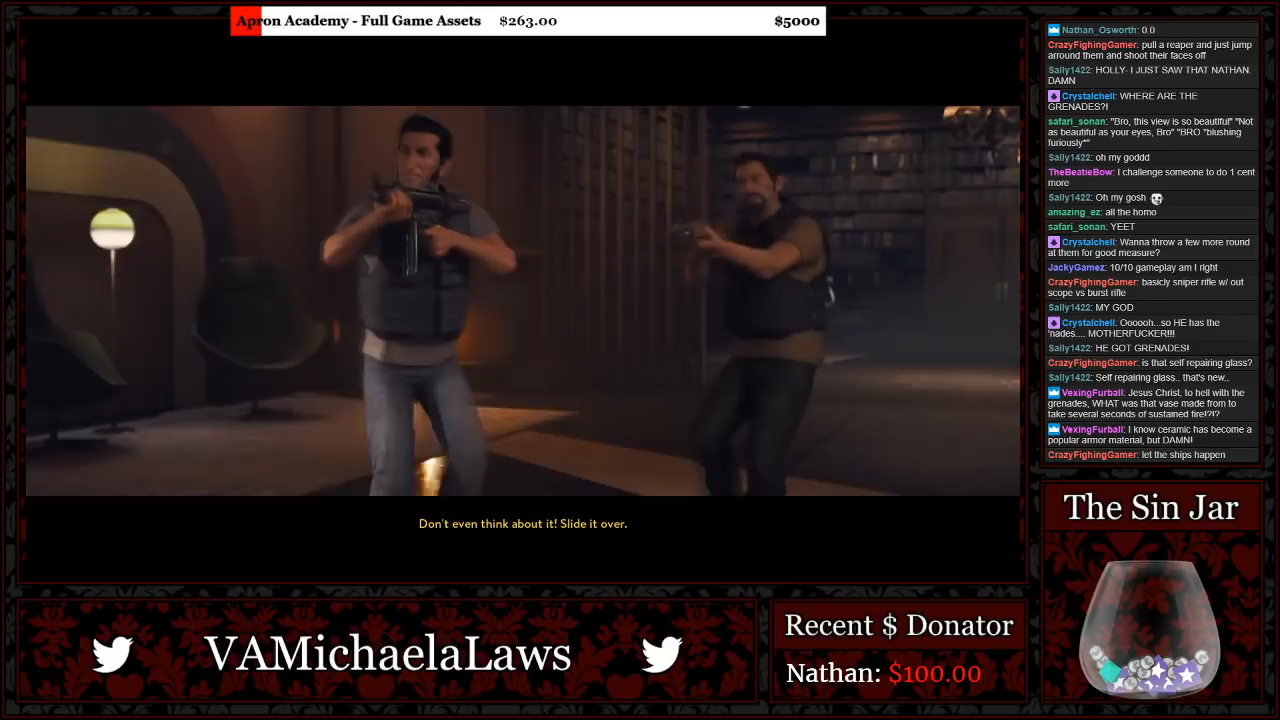 Apron Academy - Full Game Assets $263.00 $5000
Nathan_Osworth: 0.0
CrazyFighingGamer: pull a reaper and just jump
arround them and shoot their faces off
Sally1422: HOLLY- I JUST SAW THAT NATHAN.
DAMN
Crystalchell: WHERE ARE THE
GRENADES?!
safari_sonan: "Bro, this view is so beautiful" "Not
as beautiful as your eyes, Bro" "BRO *blushing
furiously*"
Sally1422: oh my goddd
TheBeatieBow: I challenge someone to do 1 cent
more
Sally1422: Oh my gosh
amazing_ez: all the homo
safari_sonan: YEET
Crystalchell: Wanna throw a few more round
at them for good measure?
JackyGamez: 10/10 gameplay am I right
CrazyFighingGamer: basicly sniper rifle w/ out
scope vs burst rifle
Sally1422: MY GOD
Crystalchell: Oooooh...so HE has the
'nades.... MOTHERFUCKER!!!
Sally1422: HE GOT GRENADES!
CrazyFighingGamer: is that self repairing glass?
Sally1422: Self repairing glass.. that's new..
VexingFurball: Jesus Christ, to hell with the
grenades, WHAT was that vase made from to
take several seconds of sustained fire!?!?
VexingFurball: I know ceramic has become a
popular armor material, but DAMN!
CrazyFighingGamer: let the ships happen
Don't even think about it! Slide it over.
The Sin Jar
VAMichaelaLaws
Recent $ Donator
Nathan: $100.00